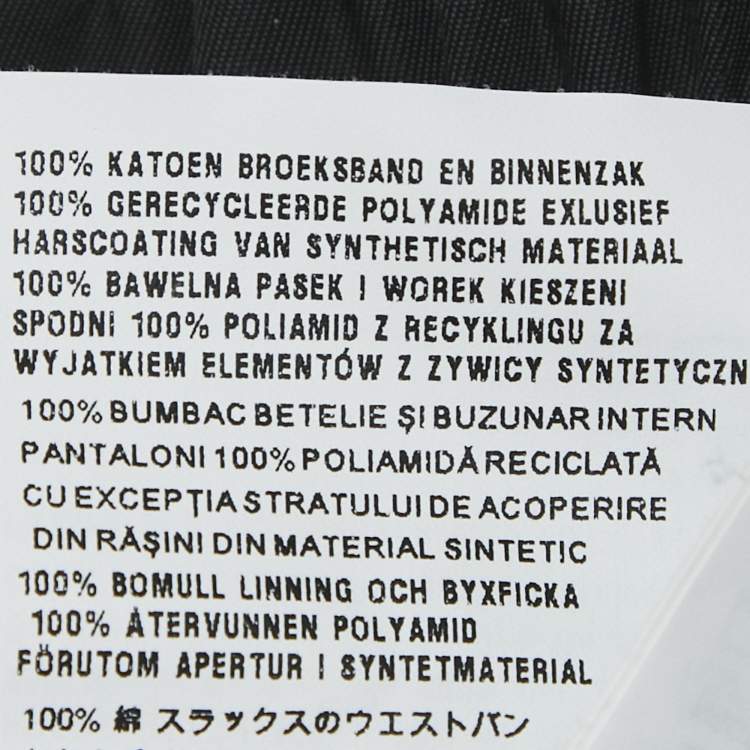 100% KATOEN BROEKSBAND EN BINNENZAK
100% GERECYCLEERDE POLYAMIDE EXLUSIEF
HARSCOATING VAN SYNTHETISCH MATERIAAL
100% BAWELNA PASEK I WOREK KIESZENI
SPODNI 100% POLIAMID Z RECYKLINGU ZA
WYJATKIEM ELEMENTÓW Z ZYWICY SYNTETYCZN
100% BUMBAC BETELIE ȘI BUZUNAR INTERN
PANTALONI 100% POLIAMIDĂ RECICLATĂ
CU EXCEPȚIA STRATULUI DE ACOPERIRE
DIN RĂȘINI DIN MATERIAL SINTETIC
100% BOMULL LINNING OCH BYXFICKA
100% ÅTERVUNNEN POLYAMID
FÖRUTOM APERTUR I SYNTETMATERIAL
100% 綿 スラックスのウエストバン